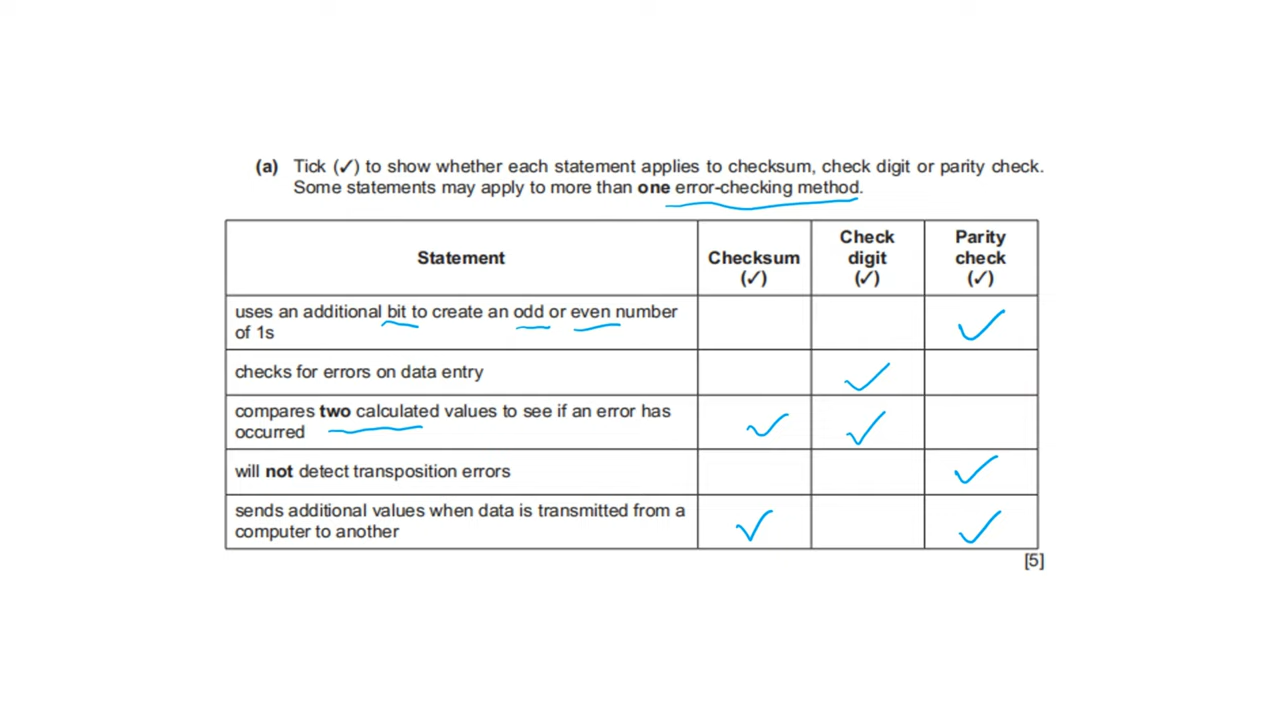 (a) Tick (✓) to show whether each statement applies to checksum, check digit or parity check.
Some statements may apply to more than one error-checking method.
Statement
Checksum
(✓)
Check
digit
(✓)
Parity
check
(✓)
uses an additional bit to create an odd or even number
of 1s
✓
checks for errors on data entry
✓
compares two calculated values to see if an error has
occurred
✓ ✓
will not detect transposition errors
✓
sends additional values when data is transmitted from a
computer to another
✓ ✓
[5]